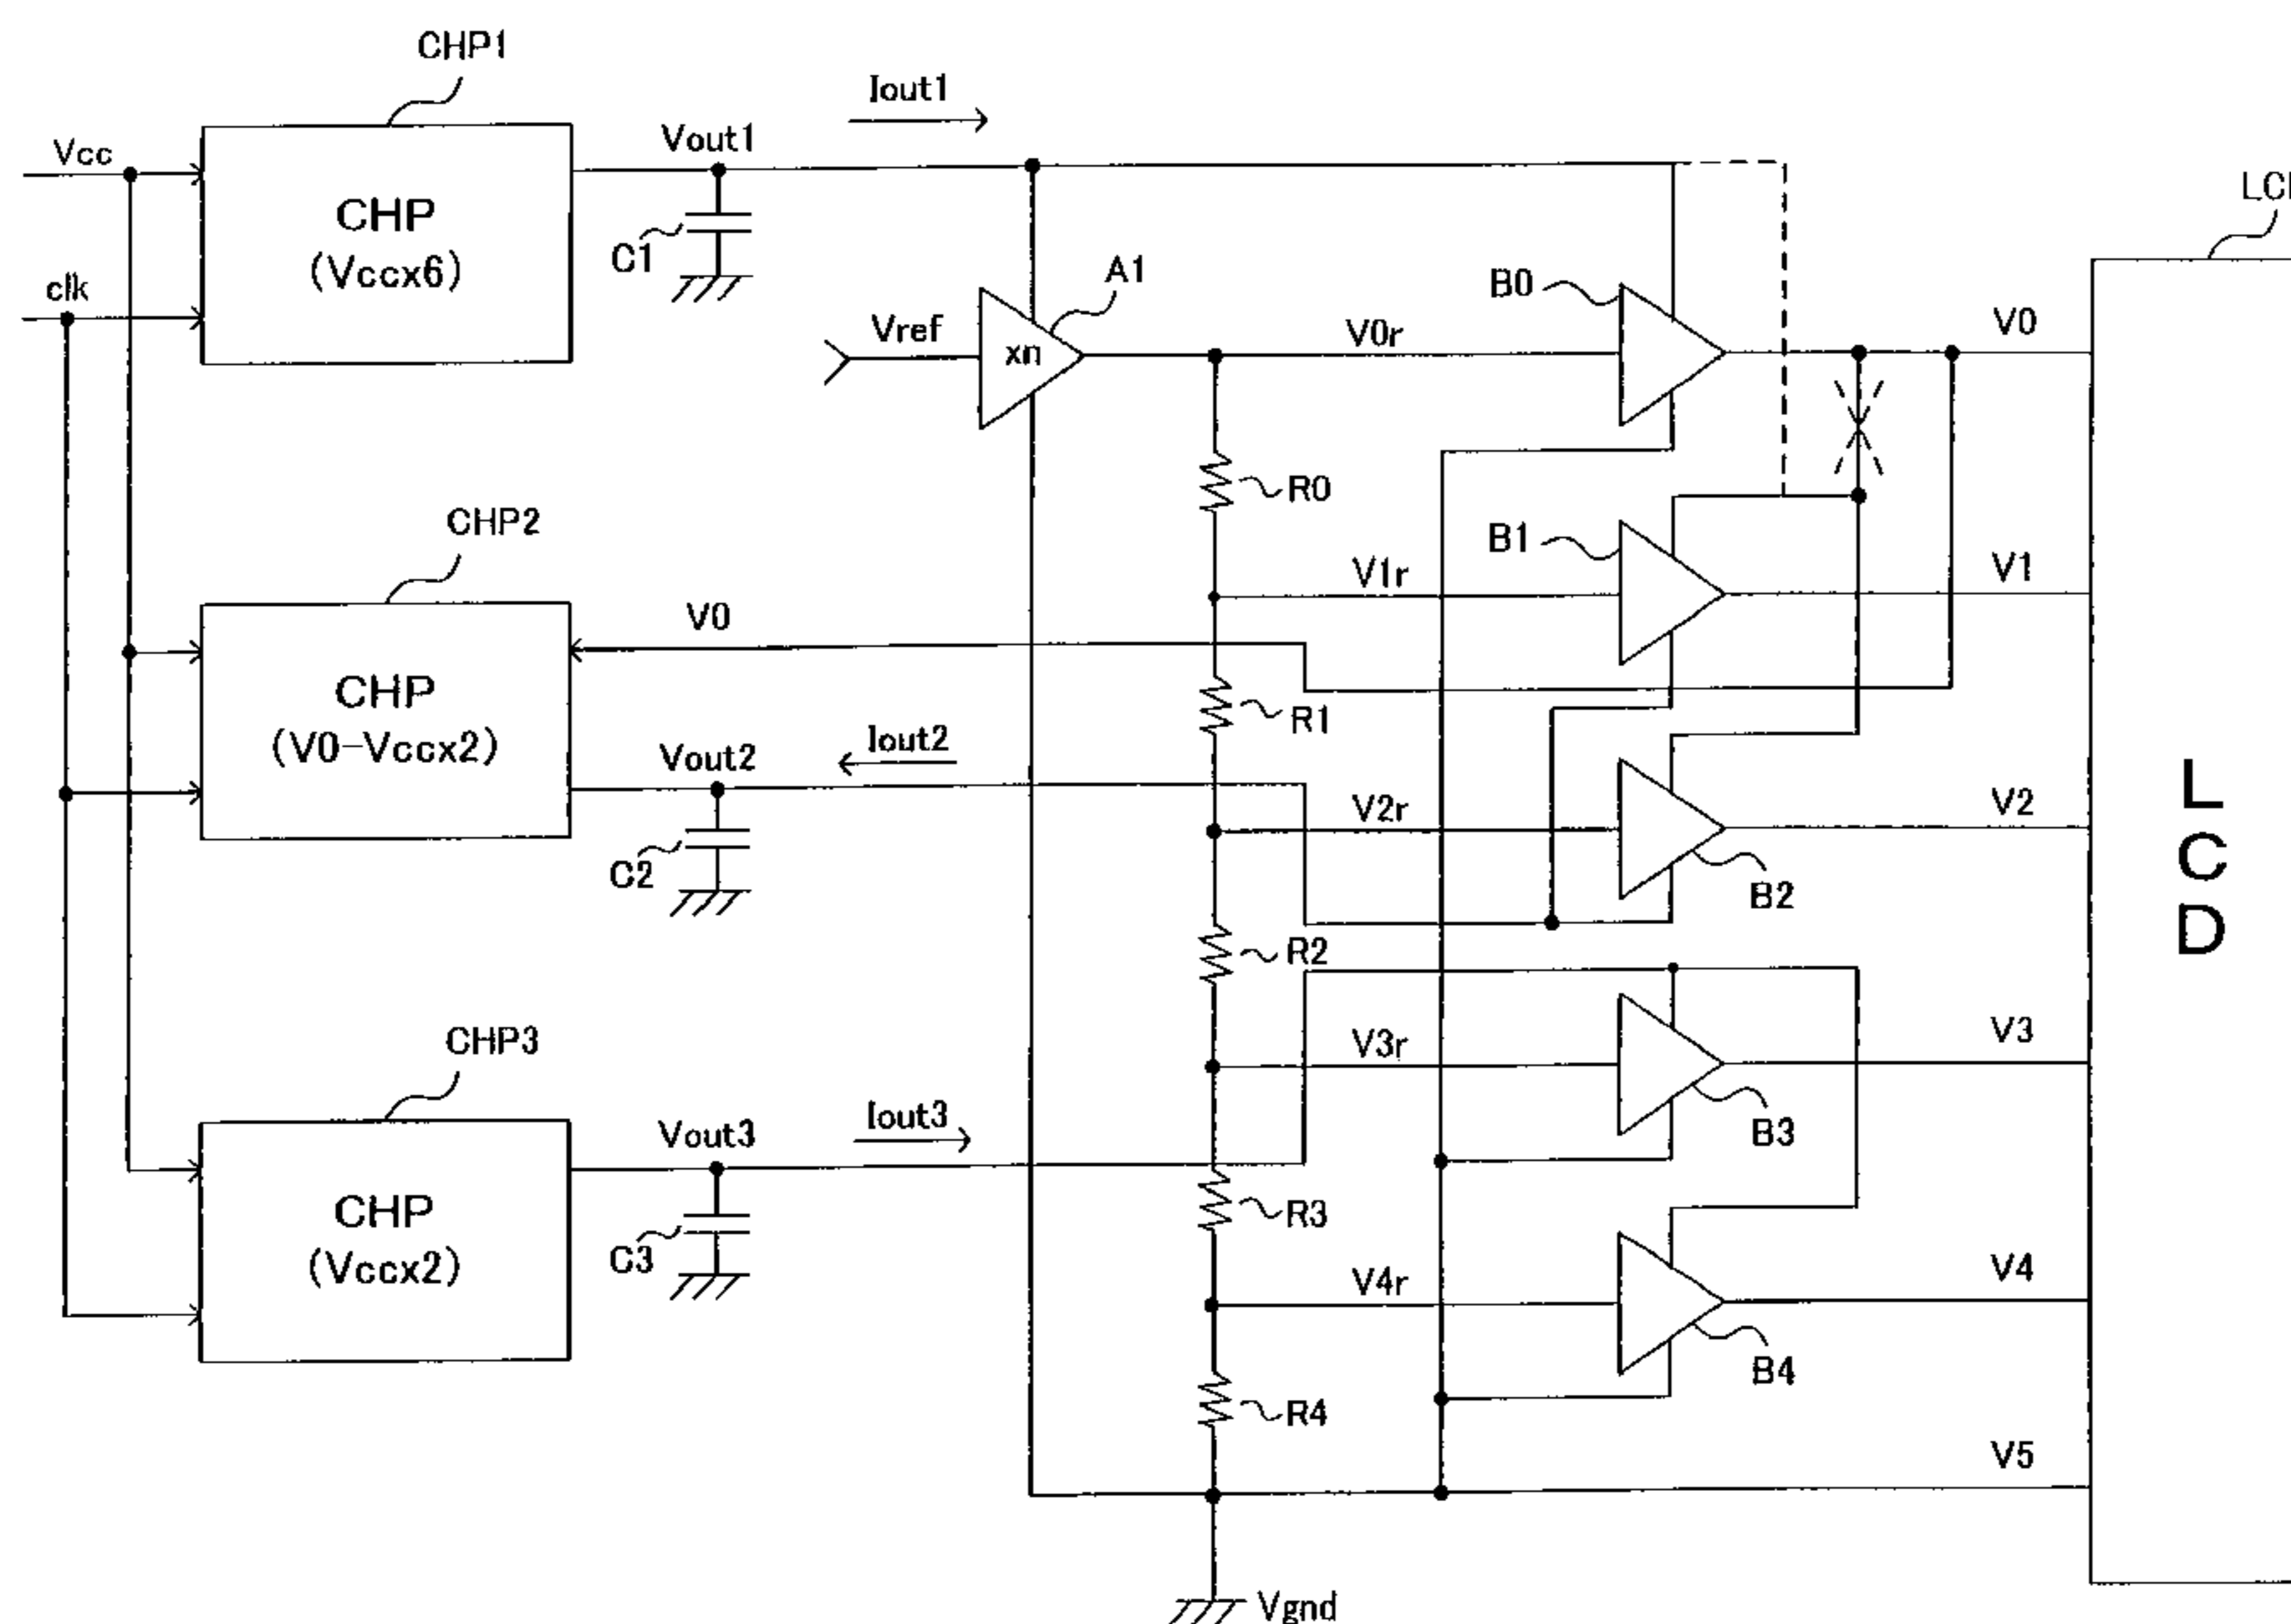 CHP1
Iout1
Vcc
Vout1
CHP
(Vccx6)
C1
clk
A1
B0
Vref
xn
V0r
V0
R0
CHP2
B1
V1r
V1
V0
CHP
(V0-Vccx2)
R1
Iout2
Vout2
V2r
V2
C2
B2
R2
CHP3
V3r
V3
Iout3
Vout3
B3
CHP
(Vccx2)
R3
C3
V4r
V4
B4
R4
V5
Vgnd
LCD